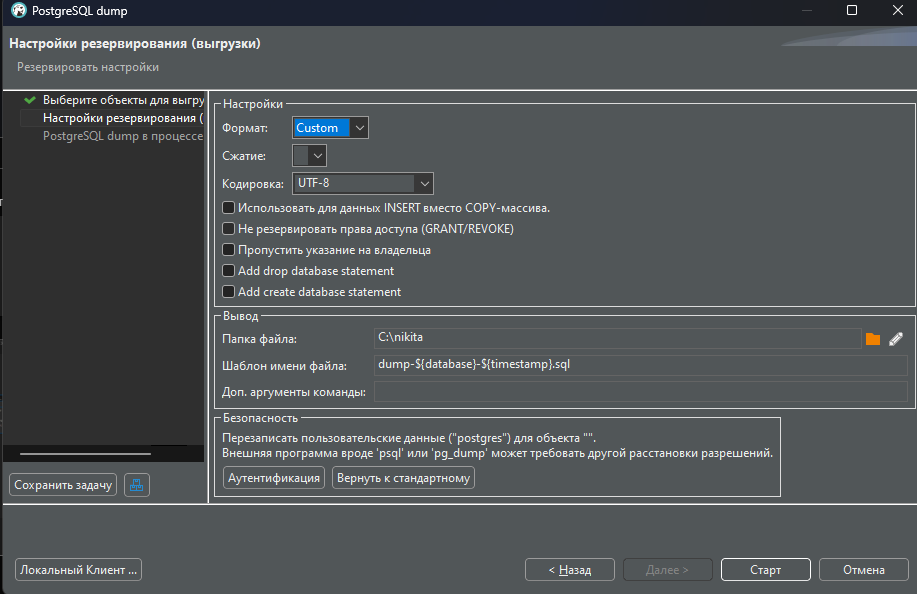 PostgreSQL dump
Настройки резервирования (выгрузки)
Резервировать настройки
Выберите объекты для выгру
Настройки резервирования (
PostgreSQL dump в процессе
Настройки
Формат: Custom
Сжатие:
Кодировка: UTF-8
Использовать для данных INSERT вместо COPY-массива.
Не резервировать права доступа (GRANT/REVOKE)
Пропустить указание на владельца
Add drop database statement
Add create database statement
Вывод
Папка файла: C:\nikita
Шаблон имени файла: dump-${database}-${timestamp}.sql
Доп. аргументы команды:
Безопасность
Перезаписать пользовательские данные ("postgres") для объекта "".
Внешняя программа вроде 'psql' или 'pg_dump' может требовать другой расстановки разрешений.
Аутентификация Вернуть к стандартному
Сохранить задачу
Локальный Клиент ... < Назад Далее > Старт Отмена